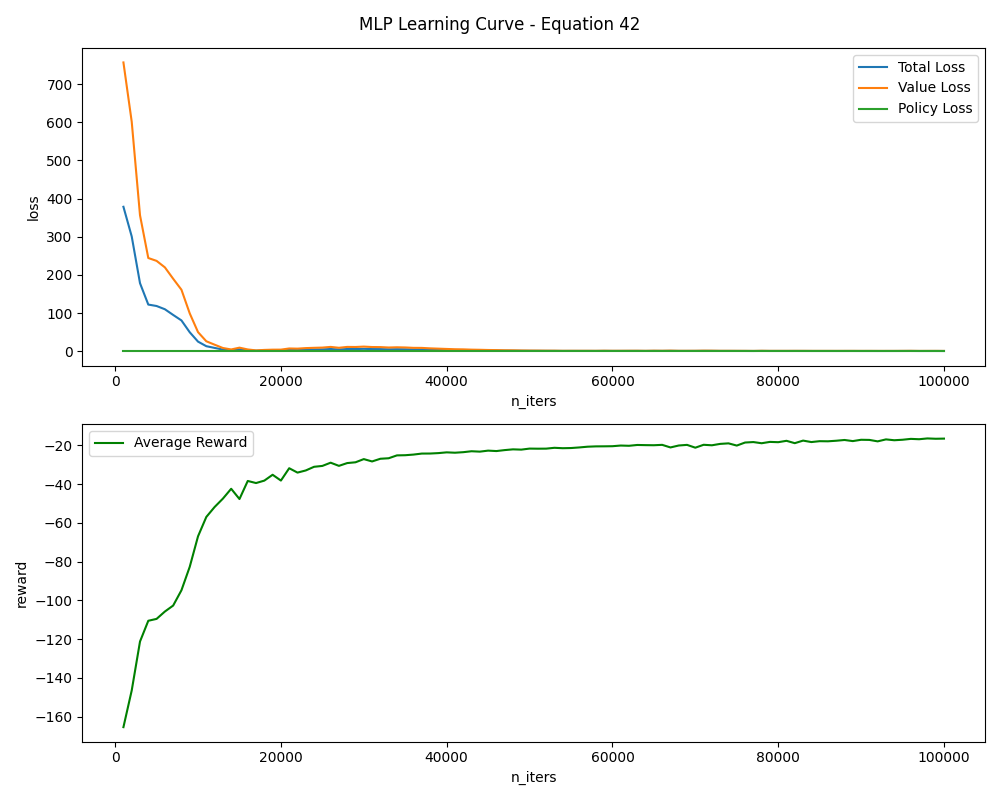 MLP Learning Curve - Equation 42
Total Loss
Value Loss
Policy Loss
700
600
500
400
300
200
100
0
loss
0 20000 40000 60000 80000 100000
n_iters
Average Reward
−20
−40
−60
−80
−100
−120
−140
−160
reward
0 20000 40000 60000 80000 100000
n_iters